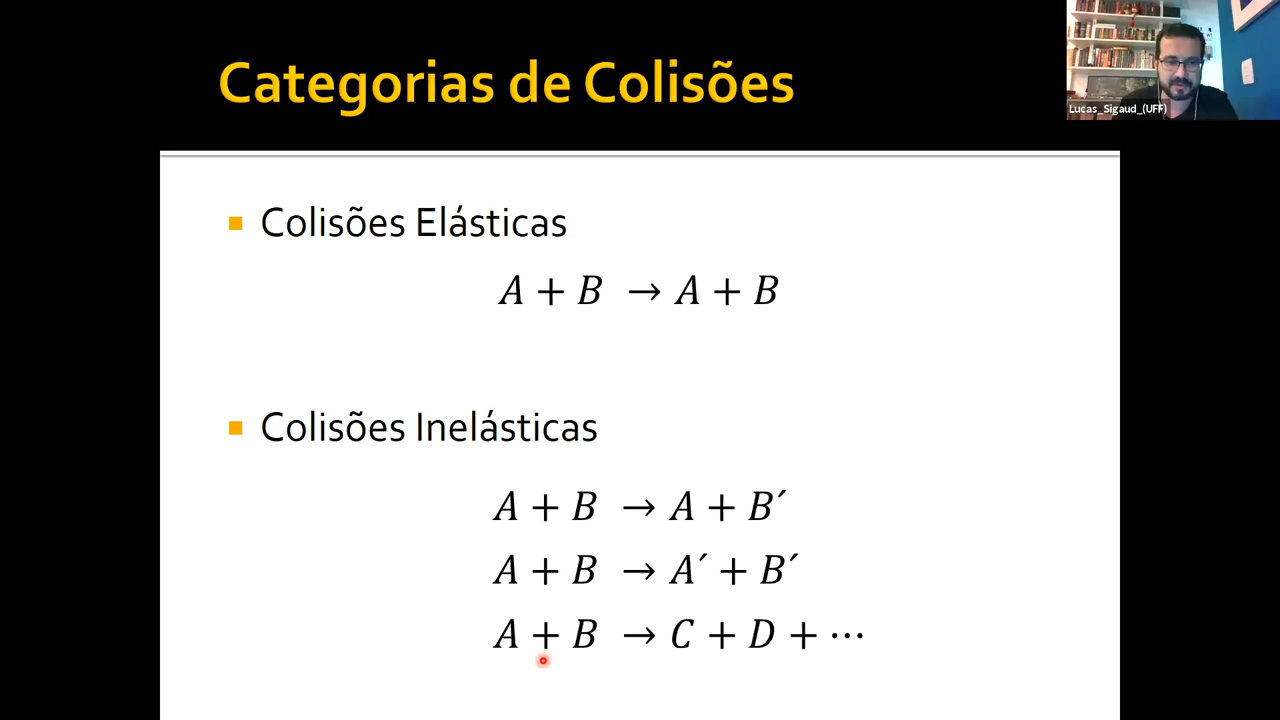 Categorias de Colisões
Lucas_Sigaud_(UFF)
Colisões Elásticas
A + B → A + B
Colisões Inelásticas
A + B → A + B´
A + B → A´ + B´
A + B → C + D + ⋯